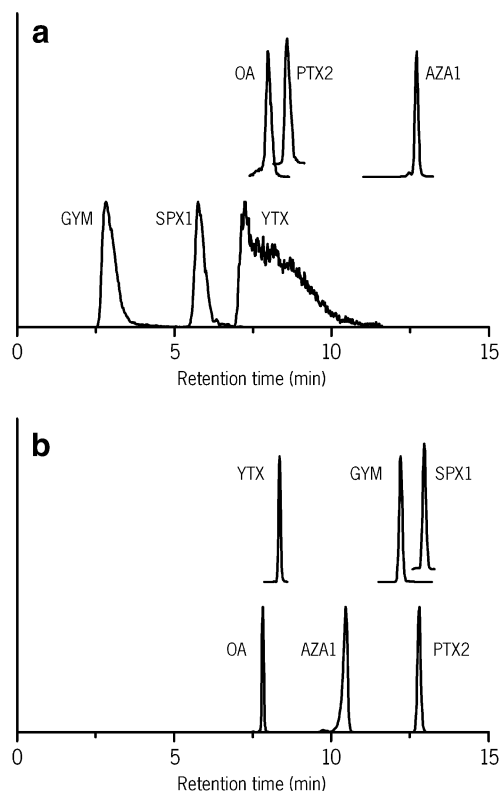 a
OA PTX2 AZA1
GYM SPX1 YTX
0 5 10 15
Retention time (min)
b
YTX GYM SPX1
OA AZA1 PTX2
0 5 10 15
Retention time (min)